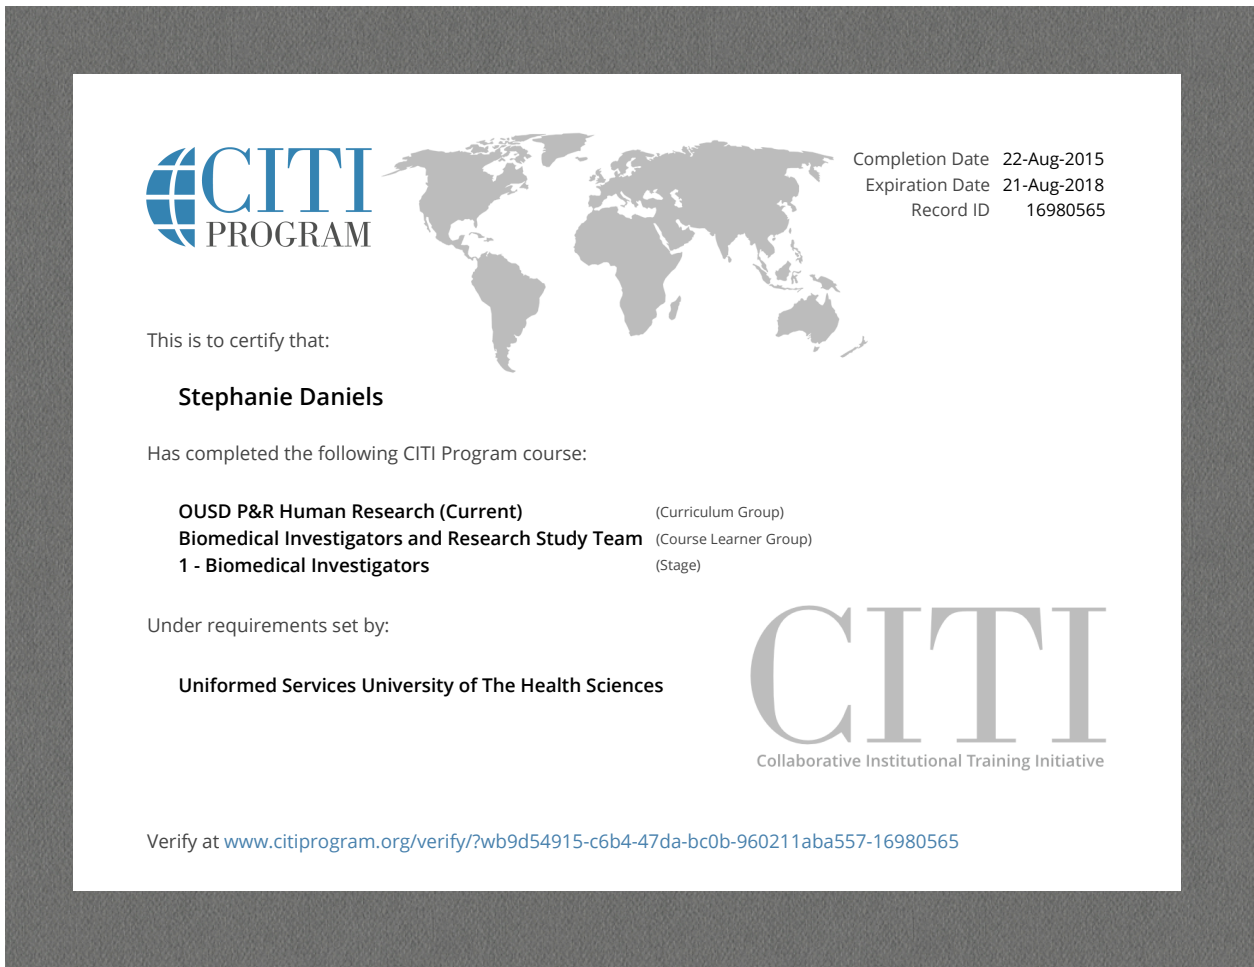 CITI
PROGRAM
Completion Date 22-Aug-2015
Expiration Date 21-Aug-2018
Record ID 16980565
This is to certify that:
Stephanie Daniels
Has completed the following CITI Program course:
OUSD P&R Human Research (Current) (Curriculum Group)
Biomedical Investigators and Research Study Team (Course Learner Group)
1 - Biomedical Investigators (Stage)
Under requirements set by:
Uniformed Services University of The Health Sciences
CITI
Collaborative Institutional Training Initiative
Verify at www.citiprogram.org/verify/?wb9d54915-c6b4-47da-bc0b-960211aba557-16980565